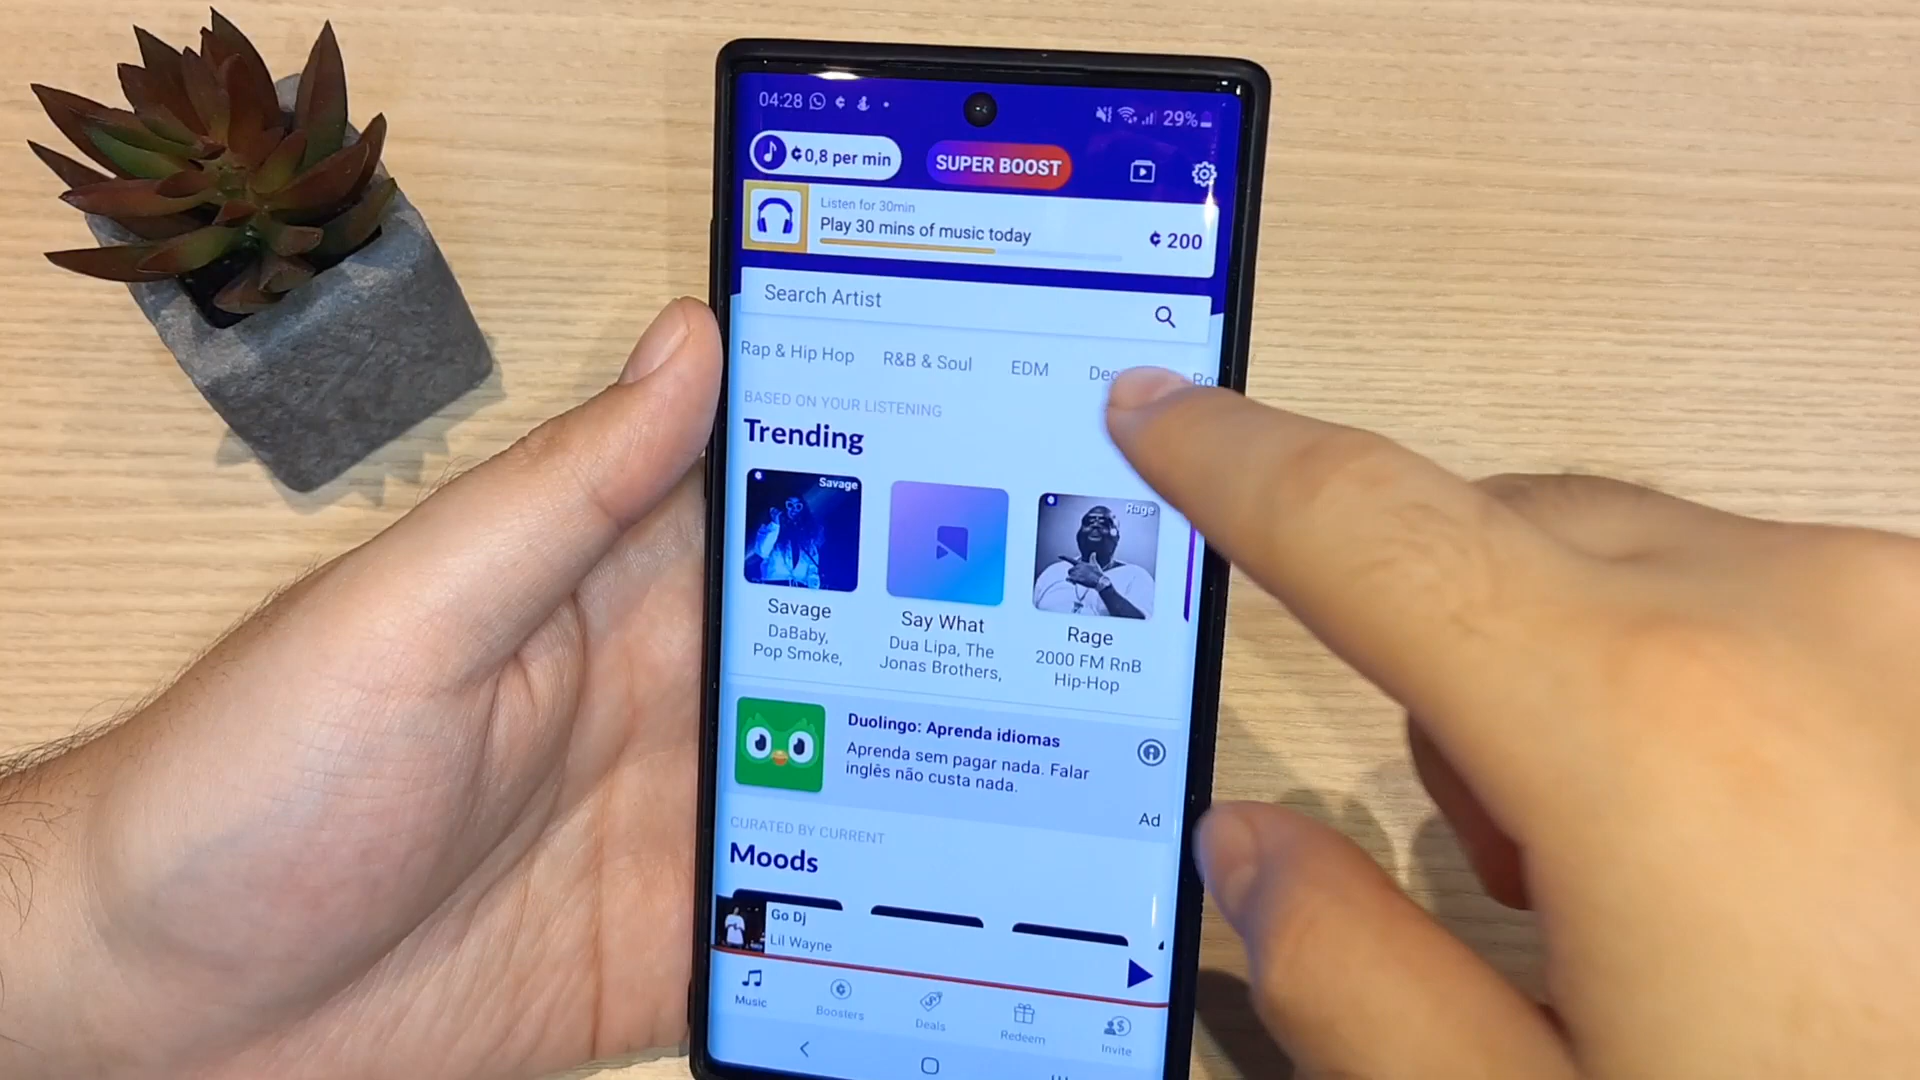 04:28
29%
¢0,8 per min
SUPER BOOST
Listen for 30min
Play 30 mins of music today
¢ 200
Search Artist
Rap & Hip Hop R&B & Soul EDM
BASED ON YOUR LISTENING
Trending
Savage
Rage
Savage
DaBaby,
Pop Smoke,
Say What
Dua Lipa, The
Jonas Brothers,
Rage
2000 FM RnB
Hip-Hop
Duolingo: Aprenda idiomas
Aprenda sem pagar nada. Falar
inglês não custa nada.
Ad
CURATED BY CURRENT
Moods
Go Dj
Lil Wayne
Music Boosters Deals Redeem Invite